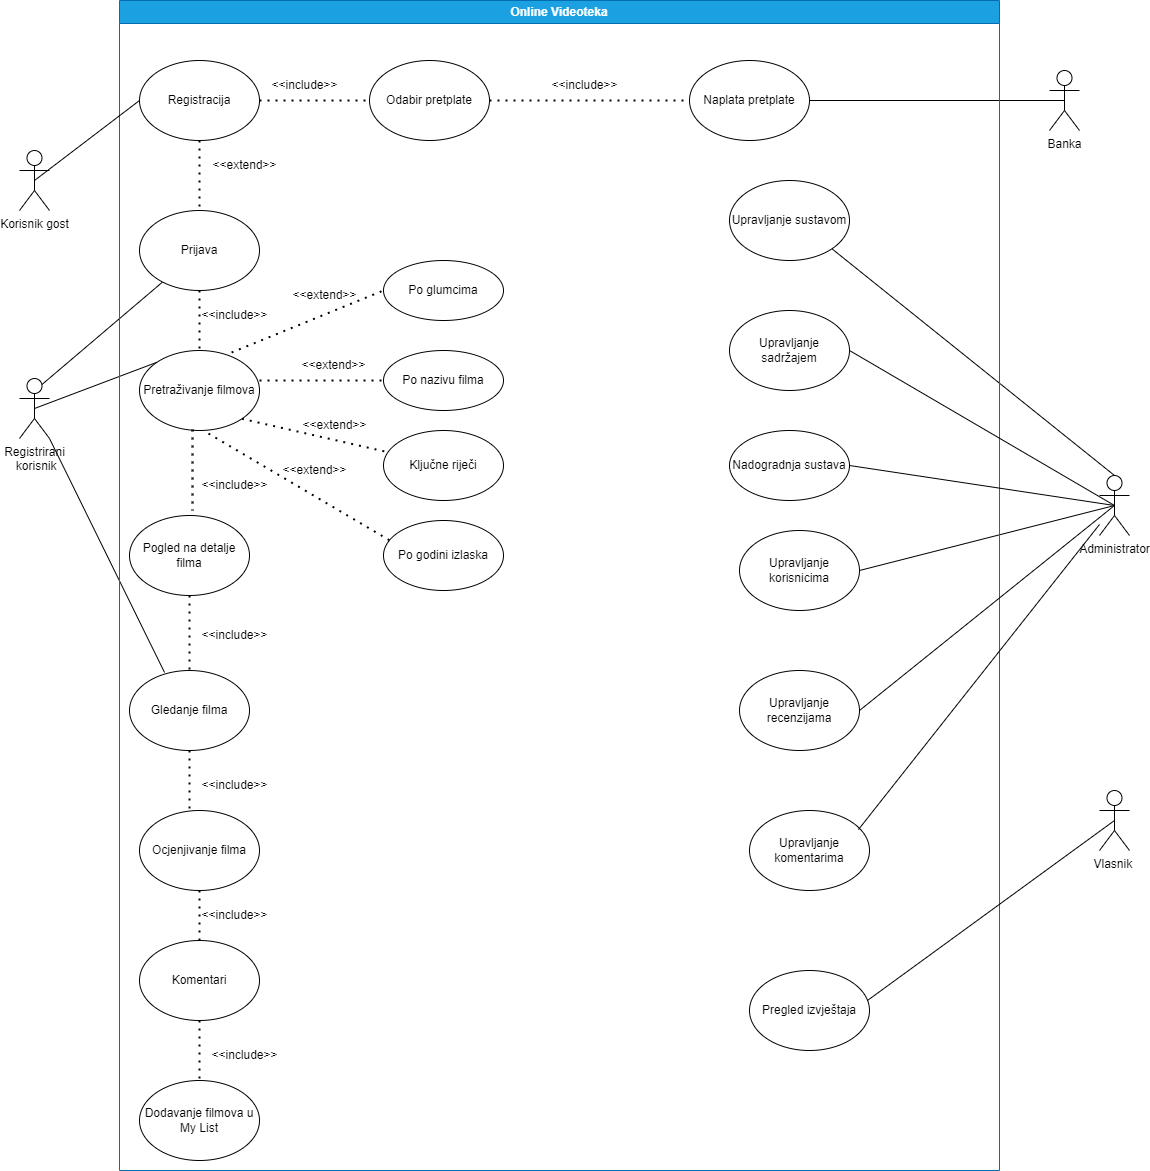 Online Videoteka
Registracija
<<include>>
Odabir pretplate
<<include>>
Naplata pretplate
Banka
<<extend>>
Korisnik gost
Prijava
Upravljanje sustavom
<<include>>
<<extend>>
Po glumcima
Upravljanje
sadržajem
Pretraživanje filmova
<<extend>>
Po nazivu filma
Registrirani
korisnik
<<extend>>
Ključne riječi
Nadogradnja sustava
<<include>>
<<extend>>
Po godini izlaska
Pogled na detalje
filma
Administrator
Upravljanje
korisnicima
<<include>>
Gledanje filma
Upravljanje
recenzijama
<<include>>
Ocjenjivanje filma
Upravljanje
komentarima
Vlasnik
<<include>>
Komentari
Pregled izvještaja
<<include>>
Dodavanje filmova u
My List